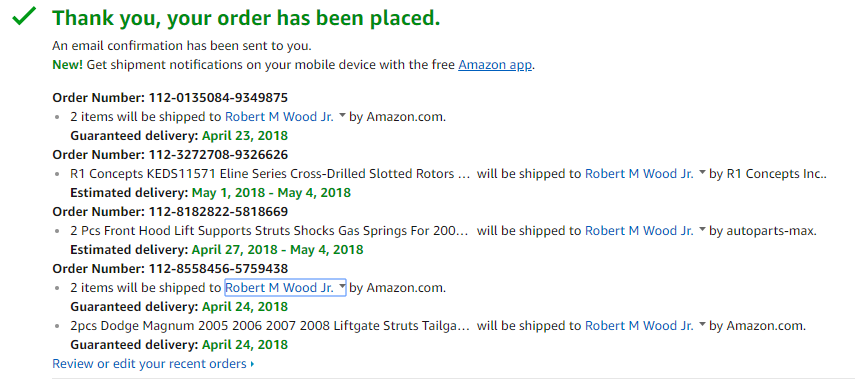 Thank you, your order has been placed.
An email confirmation has been sent to you.
New! Get shipment notifications on your mobile device with the free Amazon app.
Order Number: 112-0135084-9349875
• 2 items will be shipped to Robert M Wood Jr. by Amazon.com.
Guaranteed delivery: April 23, 2018
Order Number: 112-3272708-9326626
• R1 Concepts KEDS11571 Eline Series Cross-Drilled Slotted Rotors ... will be shipped to Robert M Wood Jr. by R1 Concepts Inc..
Estimated delivery: May 1, 2018 - May 4, 2018
Order Number: 112-8182822-5818669
• 2 Pcs Front Hood Lift Supports Struts Shocks Gas Springs For 200... will be shipped to Robert M Wood Jr. by autoparts-max.
Estimated delivery: April 27, 2018 - May 4, 2018
Order Number: 112-8558456-5759438
• 2 items will be shipped to Robert M Wood Jr. by Amazon.com.
Guaranteed delivery: April 24, 2018
• 2pcs Dodge Magnum 2005 2006 2007 2008 Liftgate Struts Tailga... will be shipped to Robert M Wood Jr. by Amazon.com.
Guaranteed delivery: April 24, 2018
Review or edit your recent orders